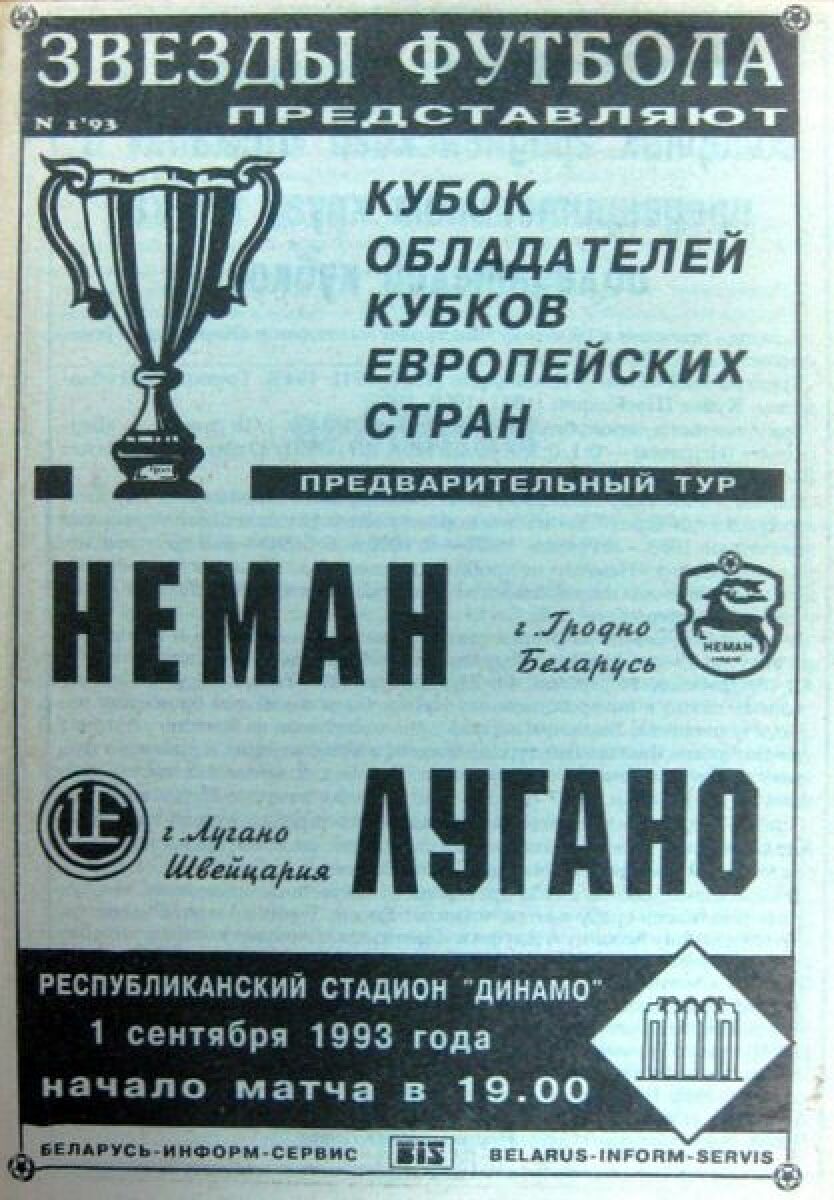 ЗВЕЗДЫ ФУТБОЛА
N 1'93 ПРЕДСТАВЛЯЮТ
КУБОК
ОБЛАДАТЕЛЕЙ
КУБКОВ
ЕВРОПЕЙСКИХ
СТРАН
ПРЕДВАРИТЕЛЬНЫЙ ТУР
НЕМАН
г. Гродно
Беларусь
НЕМАН
г. Лугано
Швейцария
ЛУГАНО
РЕСПУБЛИКАНСКИЙ СТАДИОН "ДИНАМО"
1 сентября 1993 года
начало матча в 19.00
БЕЛАРУСЬ-ИНФОРМ-СЕРВИС BIS BELARUS-INFORM-SERVIS